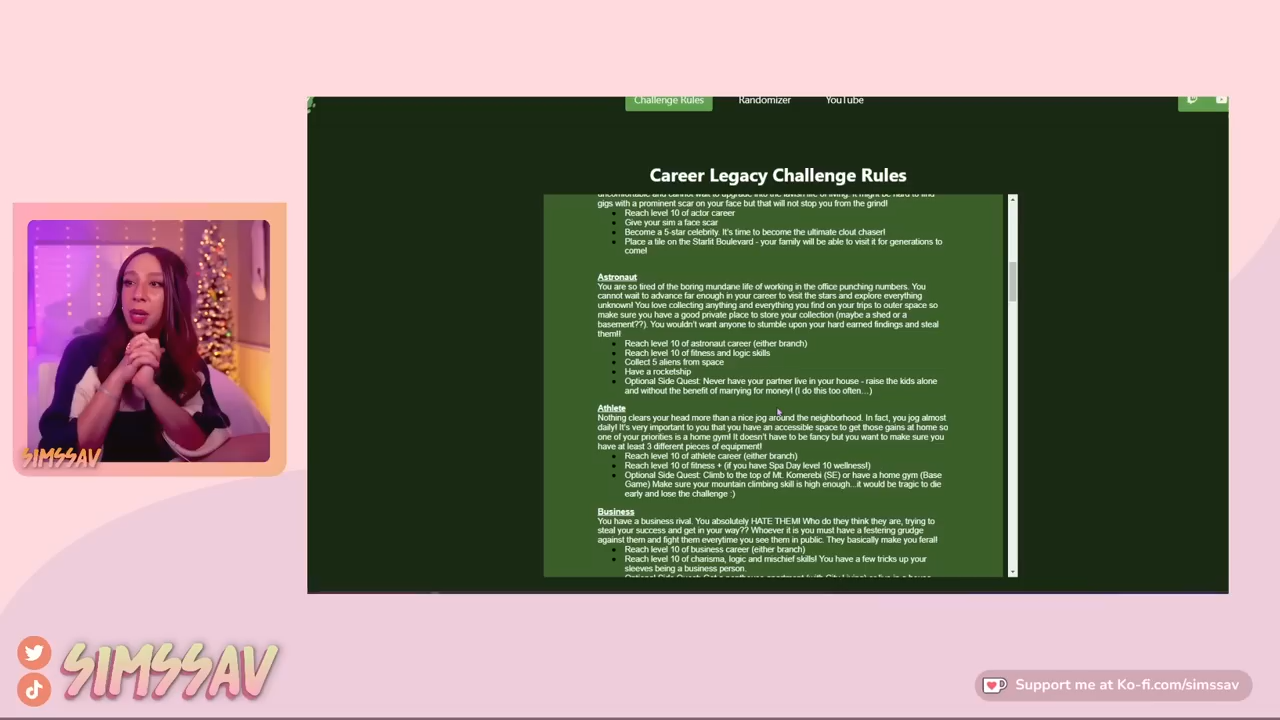 Challenge Rules
Randomizer
YouTube
Career Legacy Challenge Rules
uncomfortable and cannot wait to upgrade into the lavish life of living. It might be hard to find
gigs with a prominent scar on your face but that will not stop you from the grind!
Reach level 10 of actor career
Give your sim a face scar
Become a 5-star celebrity. It's time to become the ultimate clout chaser!
Place a tile on the Starlit Boulevard - your family will be able to visit it for generations to
come!
Astronaut
You are so tired of the boring mundane life of working in the office punching numbers. You
cannot wait to advance far enough in your career to visit the stars and explore everything
unknown! You love collecting anything and everything you find on your trips to outer space so
make sure you have a good private place to store your collection (maybe a shed or a
basement??). You wouldn't want anyone to stumble upon your hard earned findings and steal
them!!
Reach level 10 of astronaut career (either branch)
Reach level 10 of fitness and logic skills
Collect 5 aliens from space
Have a rocketship
Optional Side Quest: Never have your partner live in your house - raise the kids alone
and without the benefit of marrying for money! (I do this too often...)
Athlete
Nothing clears your head more than a nice jog around the neighborhood. In fact, you jog almost
daily! It's very important to you that you have an accessible space to get those gains at home so
one of your priorities is a home gym! It doesn't have to be fancy but you want to make sure you
have at least 3 different pieces of equipment!
Reach level 10 of athlete career (either branch)
Reach level 10 of fitness + (if you have Spa Day level 10 wellness!)
Optional Side Quest: Climb to the top of Mt. Komerebi (SE) or have a home gym (Base
Game) Make sure your mountain climbing skill is high enough...it would be tragic to die
early and lose the challenge :)
Business
You have a business rival. You absolutely HATE THEM! Who do they think they are, trying to
steal your success and get in your way?? Whoever it is you must have a festering grudge
against them and fight them everytime you see them in public. They basically make you feral!
Reach level 10 of business career (either branch)
Reach level 10 of charisma, logic and mischief skills! You have a few tricks up your
sleeves being a business person.
SIMSSAV
SIMSSAV
Support me at Ko-fi.com/simssav